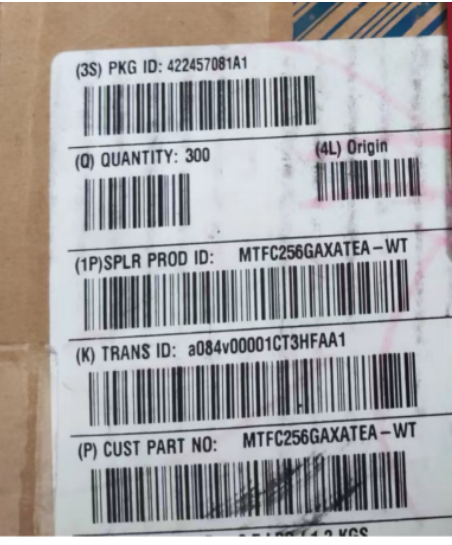 (3S) PKG ID: 422457081A1
(Q) QUANTITY: 300
(4L) Origin
(1P)SPLR PROD ID: MTFC256GAXATEA-WT
(K) TRANS ID: a084v00001CT3HFAA1
(P) CUST PART NO: MTFC256GAXATEA-WT
KGS